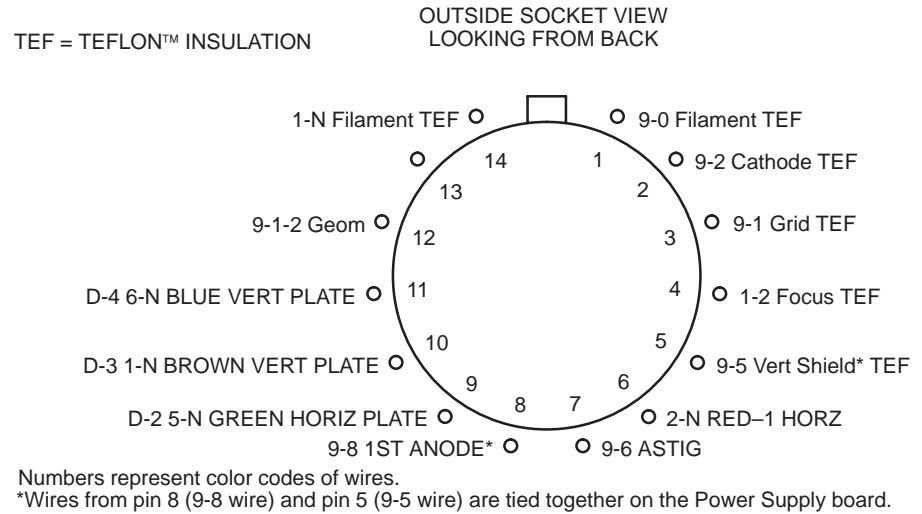 OUTSIDE SOCKET VIEW
LOOKING FROM BACK
TEF = TEFLON™ INSULATION
1-N Filament TEF
9-0 Filament TEF
14
1
9-2 Cathode TEF
13
2
9-1-2 Geom
9-1 Grid TEF
12
3
D-4 6-N BLUE VERT PLATE
11
4
1-2 Focus TEF
D-3 1-N BROWN VERT PLATE
10
5
9-5 Vert Shield* TEF
9
6
D-2 5-N GREEN HORIZ PLATE
8
7
2-N RED–1 HORZ
9-8 1ST ANODE*
9-6 ASTIG
Numbers represent color codes of wires.
*Wires from pin 8 (9-8 wire) and pin 5 (9-5 wire) are tied together on the Power Supply board.